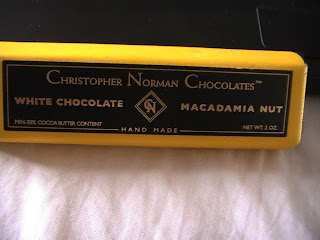 CHRISTOPHER NORMAN CHOCOLATES™
WHITE CHOCOLATE CN MACADAMIA NUT
MIN-30% COCOA BUTTER CONTENT
HAND MADE
NET WT. 2 OZ.